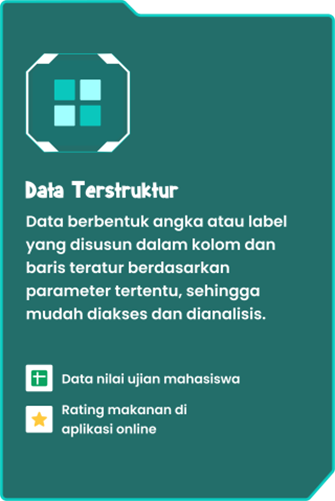 Data Terstruktur
Data berbentuk angka atau label
yang disusun dalam kolom dan
baris teratur berdasarkan
parameter tertentu, sehingga
mudah diakses dan dianalisis.
Data nilai ujian mahasiswa
Rating makanan di
aplikasi online